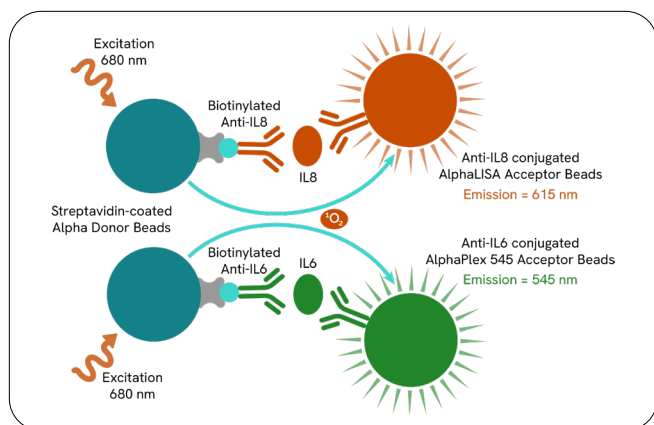 Excitation
680 nm
Biotinylated
Anti-IL8
IL8
Anti-IL8 conjugated
AlphaLISA Acceptor Beads
Emission = 615 nm
Streptavidin-coated
Alpha Donor Beads
¹O₂
Biotinylated
Anti-IL6
IL6
Anti-IL6 conjugated
AlphaPlex 545 Acceptor Beads
Emission = 545 nm
Excitation
680 nm